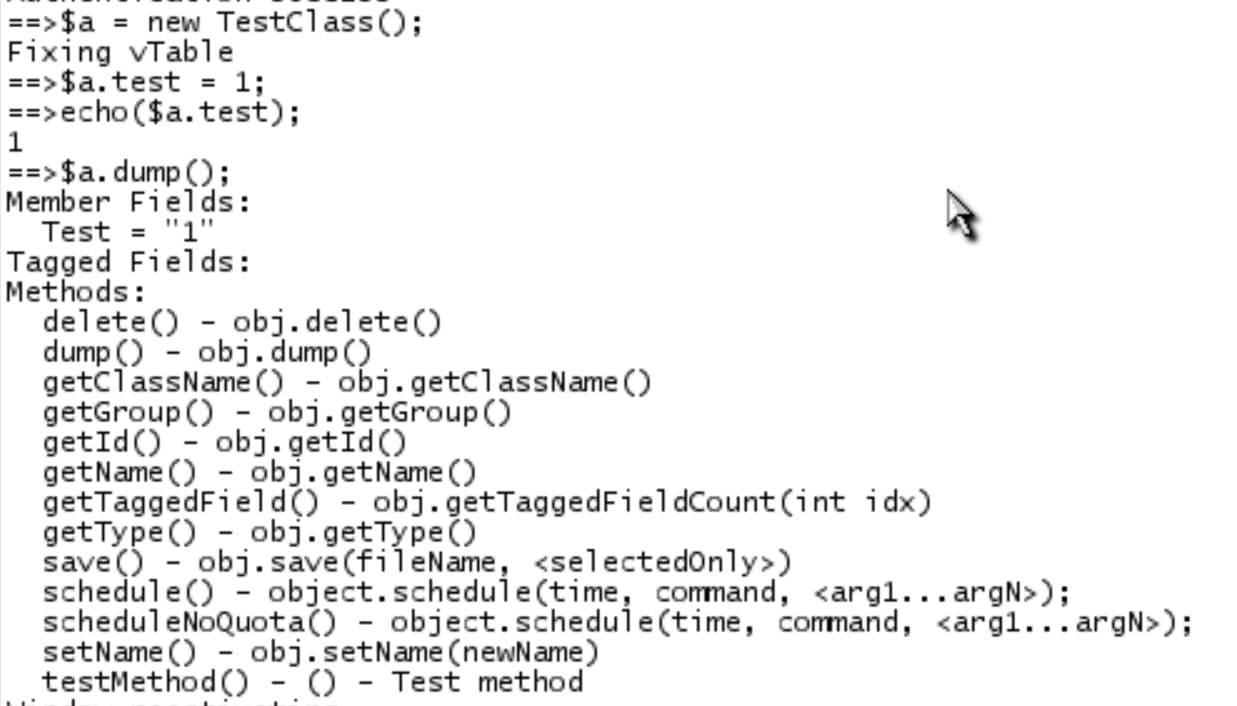 ==>$a = new TestClass();
Fixing vTable
==>$a.test = 1;
==>echo($a.test);
1
==>$a.dump();
Member Fields:
  Test = "1"
Tagged Fields:
Methods:
  delete() - obj.delete()
  dump() - obj.dump()
  getClassName() - obj.getClassName()
  getGroup() - obj.getGroup()
  getId() - obj.getId()
  getName() - obj.getName()
  getTaggedField() - obj.getTaggedFieldCount(int idx)
  getType() - obj.getType()
  save() - obj.save(fileName, <selectedOnly>)
  schedule() - object.schedule(time, command, <arg1...argN>);
  scheduleNoQuota() - object.schedule(time, command, <arg1...argN>);
  setName() - obj.setName(newName)
  testMethod() - () - Test method